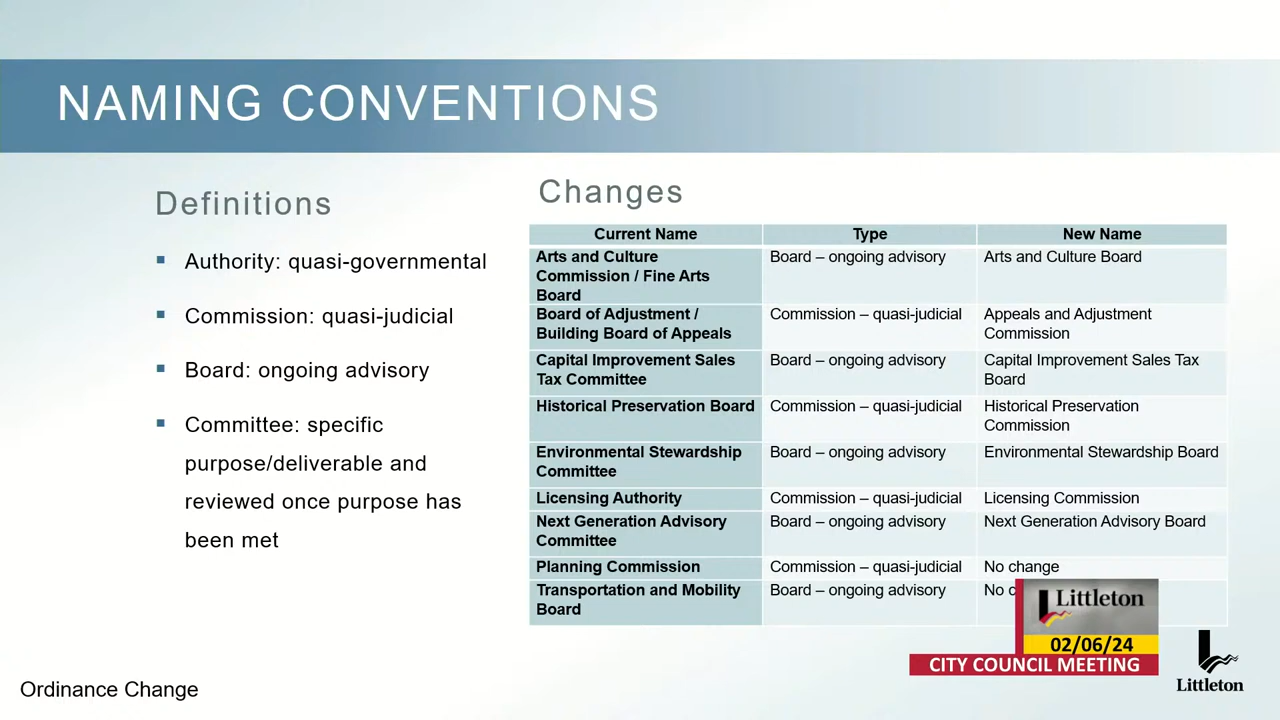 NAMING CONVENTIONS
Definitions
Authority: quasi-governmental
Commission: quasi-judicial
Board: ongoing advisory
Committee: specific
purpose/deliverable and
reviewed once purpose has
been met
Changes
Current Name Type New Name
Arts and Culture Board – ongoing advisory Arts and Culture Board
Commission / Fine Arts
Board
Board of Adjustment / Commission – quasi-judicial Appeals and Adjustment
Building Board of Appeals Commission
Capital Improvement Sales Board – ongoing advisory Capital Improvement Sales Tax
Tax Committee Board
Historical Preservation Board Commission – quasi-judicial Historical Preservation
Commission
Environmental Stewardship Board – ongoing advisory Environmental Stewardship Board
Committee
Licensing Authority Commission – quasi-judicial Licensing Commission
Next Generation Advisory Board – ongoing advisory Next Generation Advisory Board
Committee
Planning Commission Commission – quasi-judicial No change
Transportation and Mobility Board – ongoing advisory No
Board
Littleton
02/06/24
CITY COUNCIL MEETING
Littleton
Ordinance Change